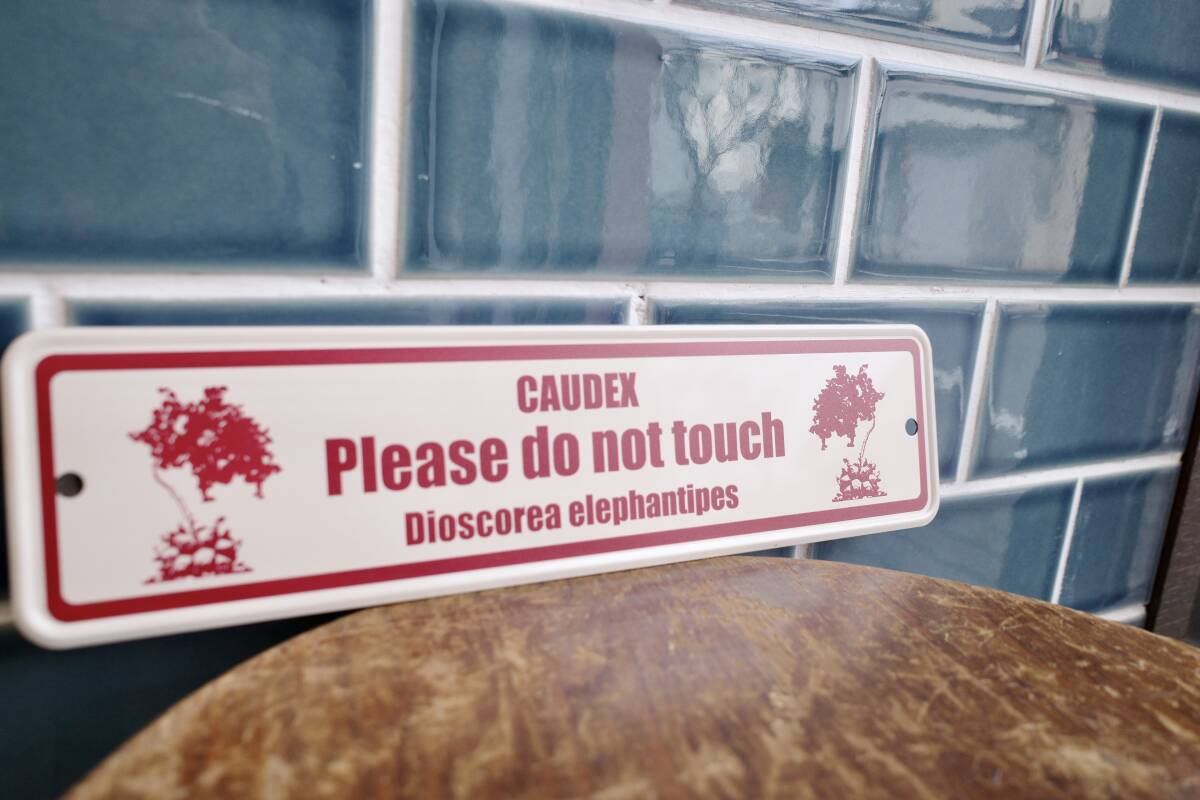 CAUDEX
Please do not touch
Dioscorea elephantipes